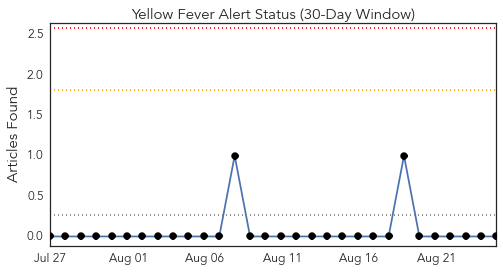 Yellow Fever Alert Status (30-Day Window)
Articles Found
2.5
2.0
1.5
1.0
0.5
0.0
Jul 27 Aug 01 Aug 06 Aug 11 Aug 16 Aug 21